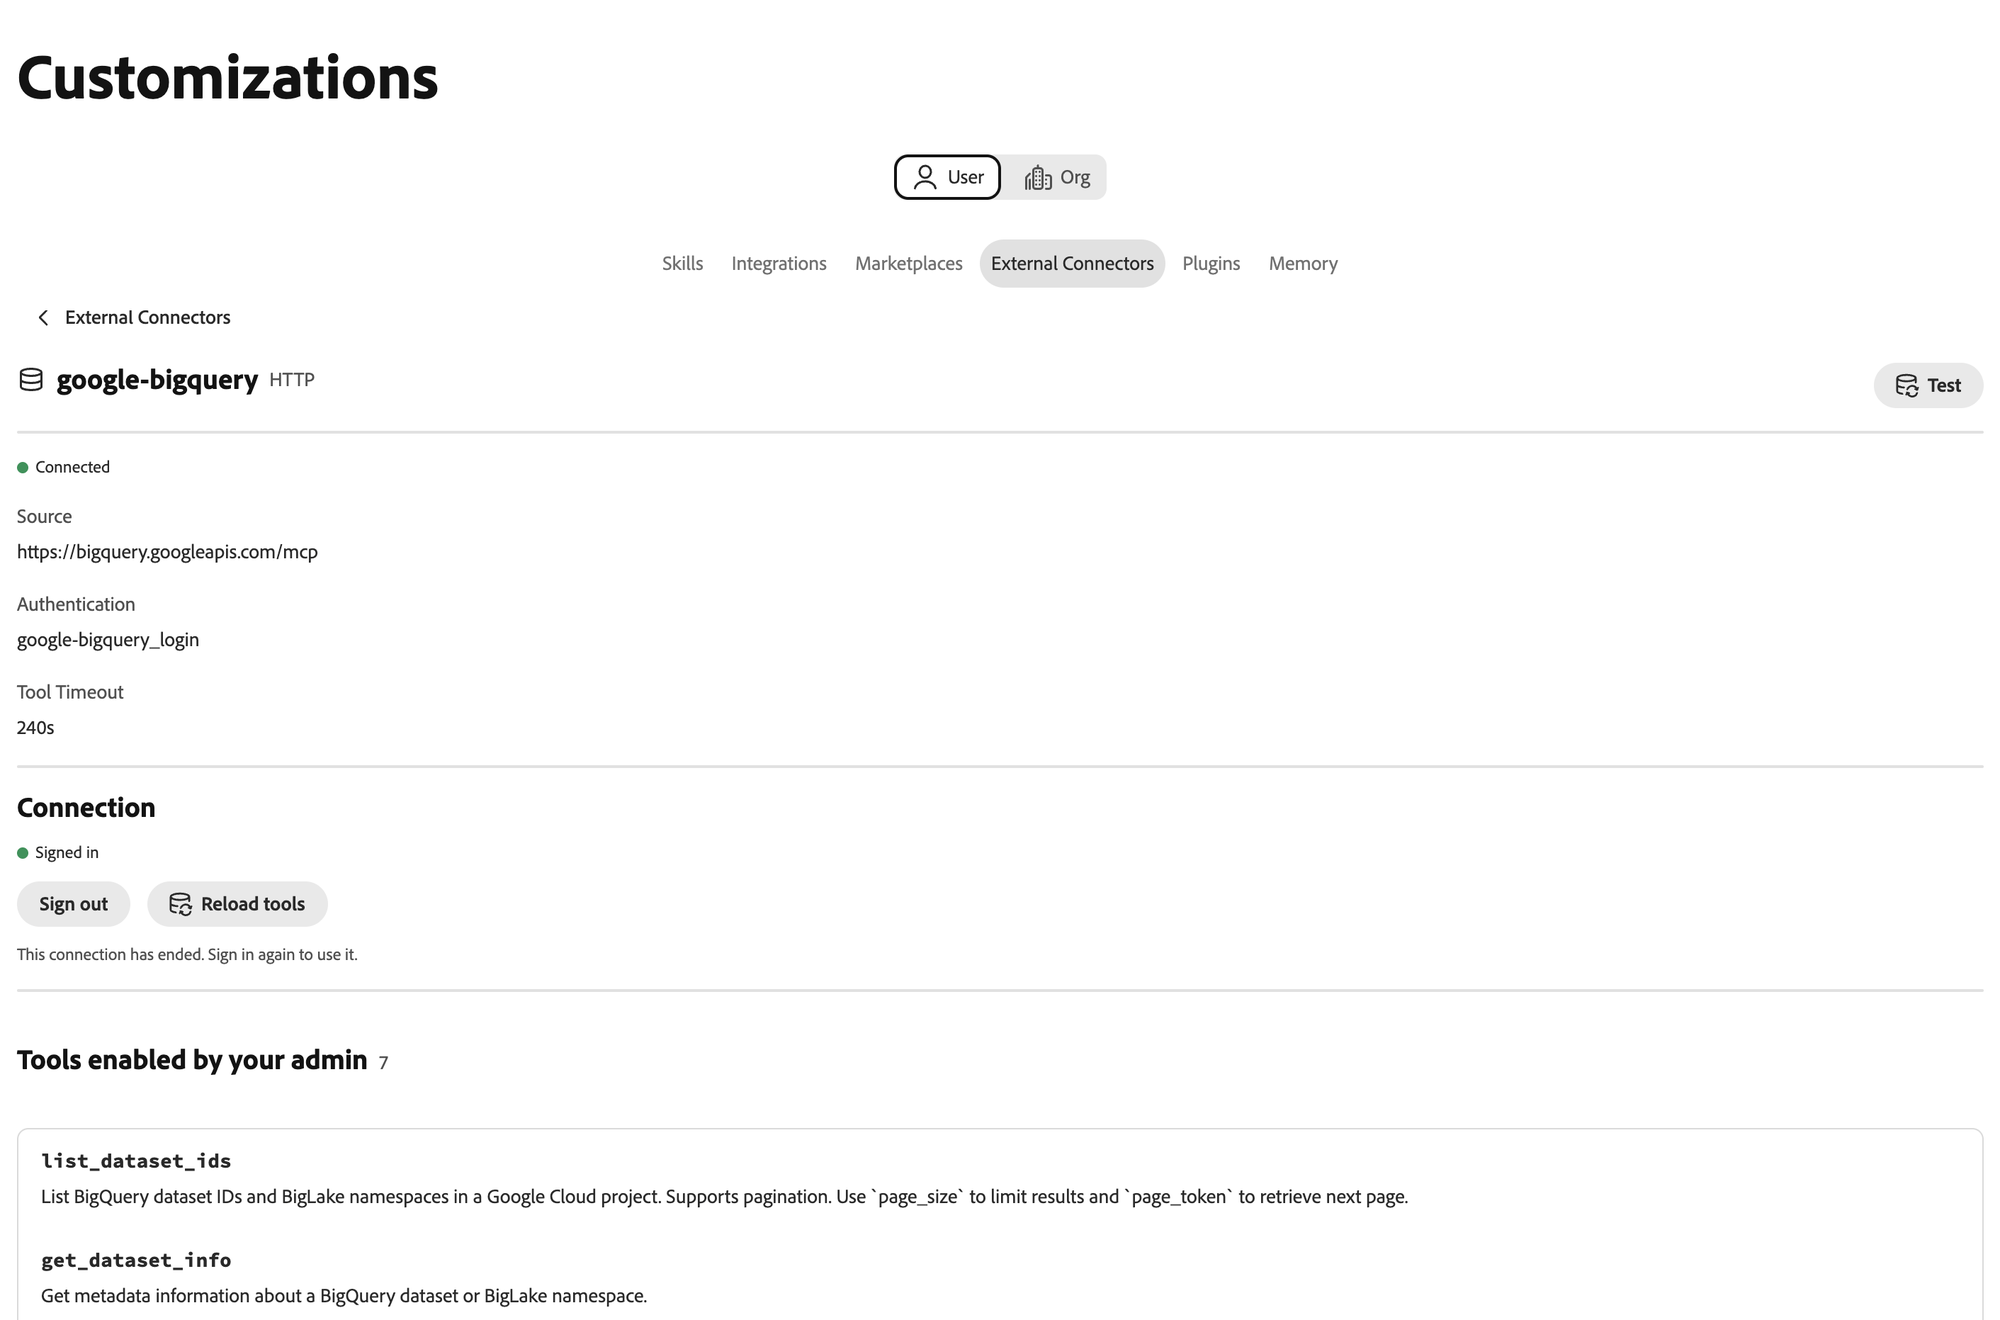 Customizations
User
Org
Skills
Integrations
Marketplaces
External Connectors
Plugins
Memory
External Connectors
google-bigquery HTTP
Test
Connected
Source
https://bigquery.googleapis.com/mcp
Authentication
google-bigquery_login
Tool Timeout
240s
Connection
Signed in
Sign out
Reload tools
This connection has ended. Sign in again to use it.
Tools enabled by your admin 7
list_dataset_ids
List BigQuery dataset IDs and BigLake namespaces in a Google Cloud project. Supports pagination. Use `page_size` to limit results and `page_token` to retrieve next page.
get_dataset_info
Get metadata information about a BigQuery dataset or BigLake namespace.